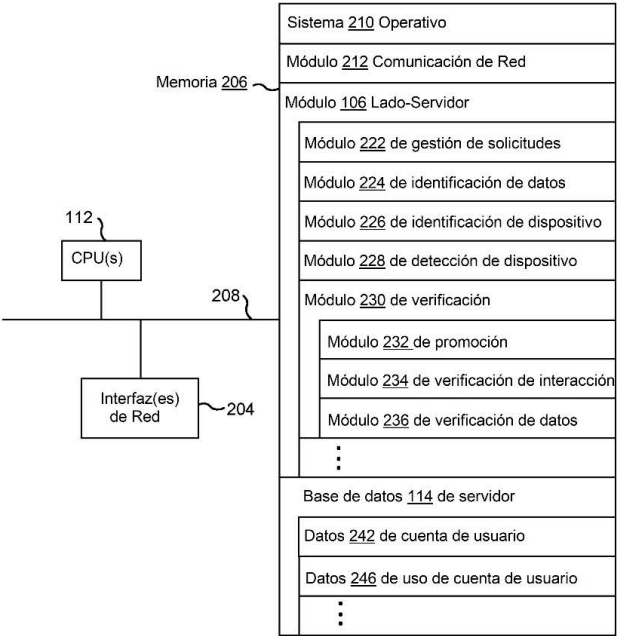 Sistema 210 Operativo
Módulo 212 Comunicación de Red
Memoria 206
Módulo 106 Lado-Servidor
Módulo 222 de gestión de solicitudes
Módulo 224 de identificación de datos
Módulo 226 de identificación de dispositivo
Módulo 228 de detección de dispositivo
Módulo 230 de verificación
Módulo 232 de promoción
Módulo 234 de verificación de interacción
Módulo 236 de verificación de datos
Base de datos 114 de servidor
Datos 242 de cuenta de usuario
Datos 246 de uso de cuenta de usuario
112
CPU(s)
208
Interfaz(es)
de Red
204